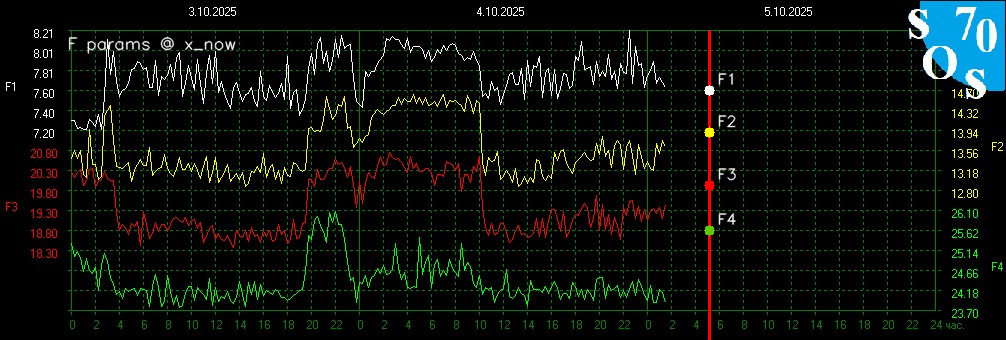 3.10.2025 4.10.2025 5.10.2025
F params @ x_now
SOS 70
F1
8.21
8.01
7.81
7.60
7.40
7.20
F3
20.80
20.30
19.80
19.30
18.80
18.30
F1
F2
F3
F4
14.70
14.32
13.94
13.56
13.18
12.80
F2
26.10
25.62
25.14
24.66
24.18
23.70
F4
0 2 4 6 8 10 12 14 16 18 20 22 0 2 4 6 8 10 12 14 16 18 20 22 0 2 4 6 8 10 12 14 16 18 20 22 24 час.